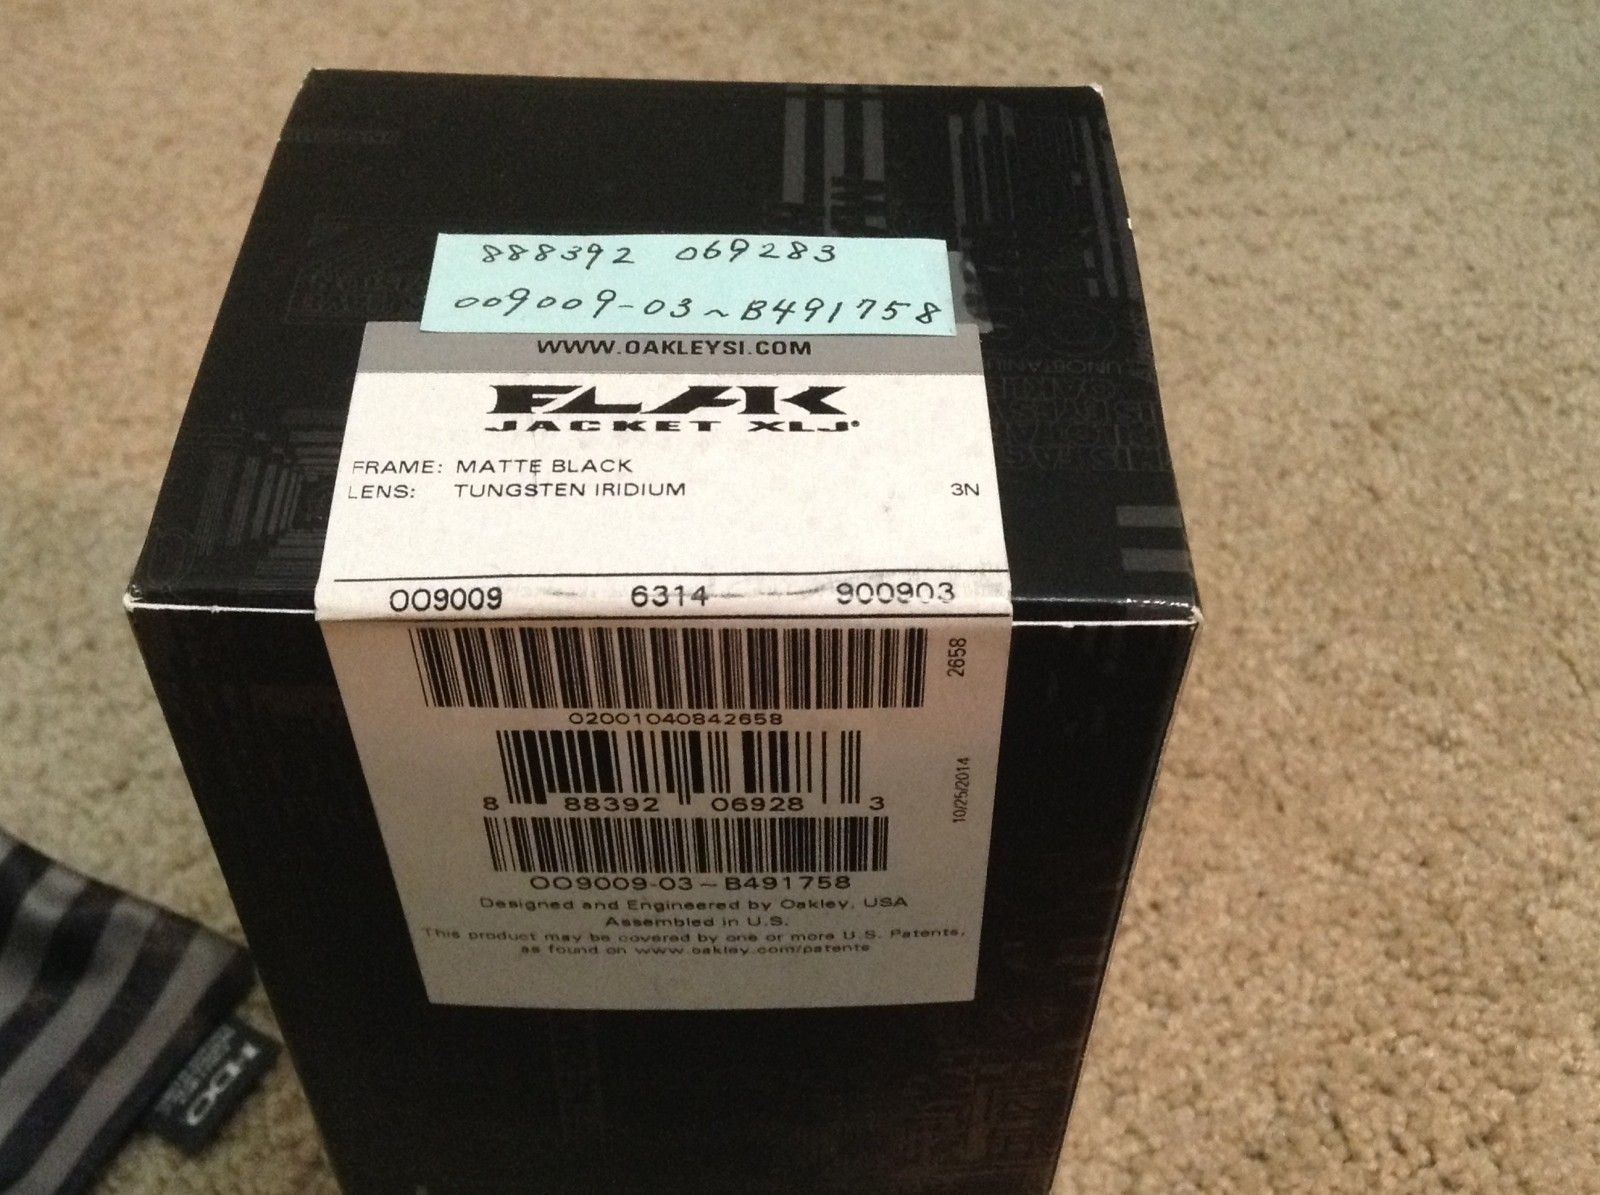 888392 069283
009009-03~B491758
WWW.OAKLEYSI.COM
FLAK
JACKET XLJ®
FRAME: MATTE BLACK
LENS: TUNGSTEN IRIDIUM 3N
OO9009 6314 900903
2658
02001040842658
10/25/2014
8 88392 06928 3
OO9009-03~B491758
Designed and Engineered by Oakley, USA
Assembled in U.S.
This product may be covered by one or more U.S. Patents,
as found on www.oakley.com/patents